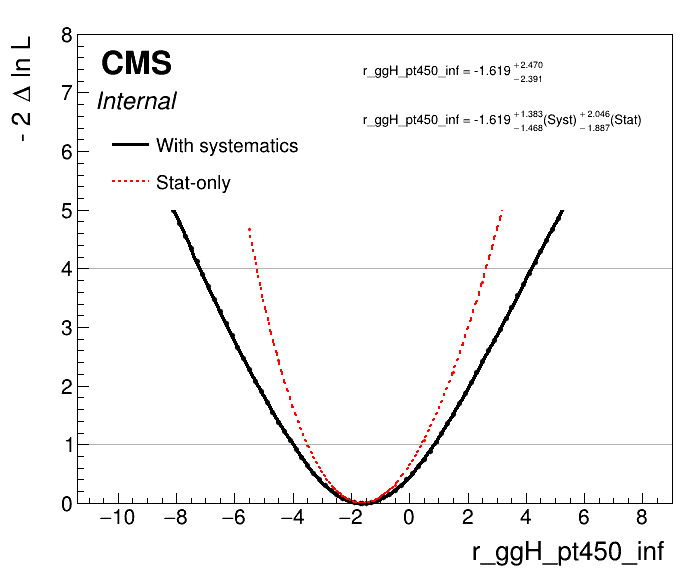 - 2 Δ ln L
8
7
6
5
4
3
2
1
0
CMS
Internal
With systematics
Stat-only
r_ggH_pt450_inf = -1.619 +2.470 −2.391
r_ggH_pt450_inf = -1.619 +1.383 −1.468 (Syst) +2.046 −1.887 (Stat)
−10 −8 −6 −4 −2 0 2 4 6 8
r_ggH_pt450_inf